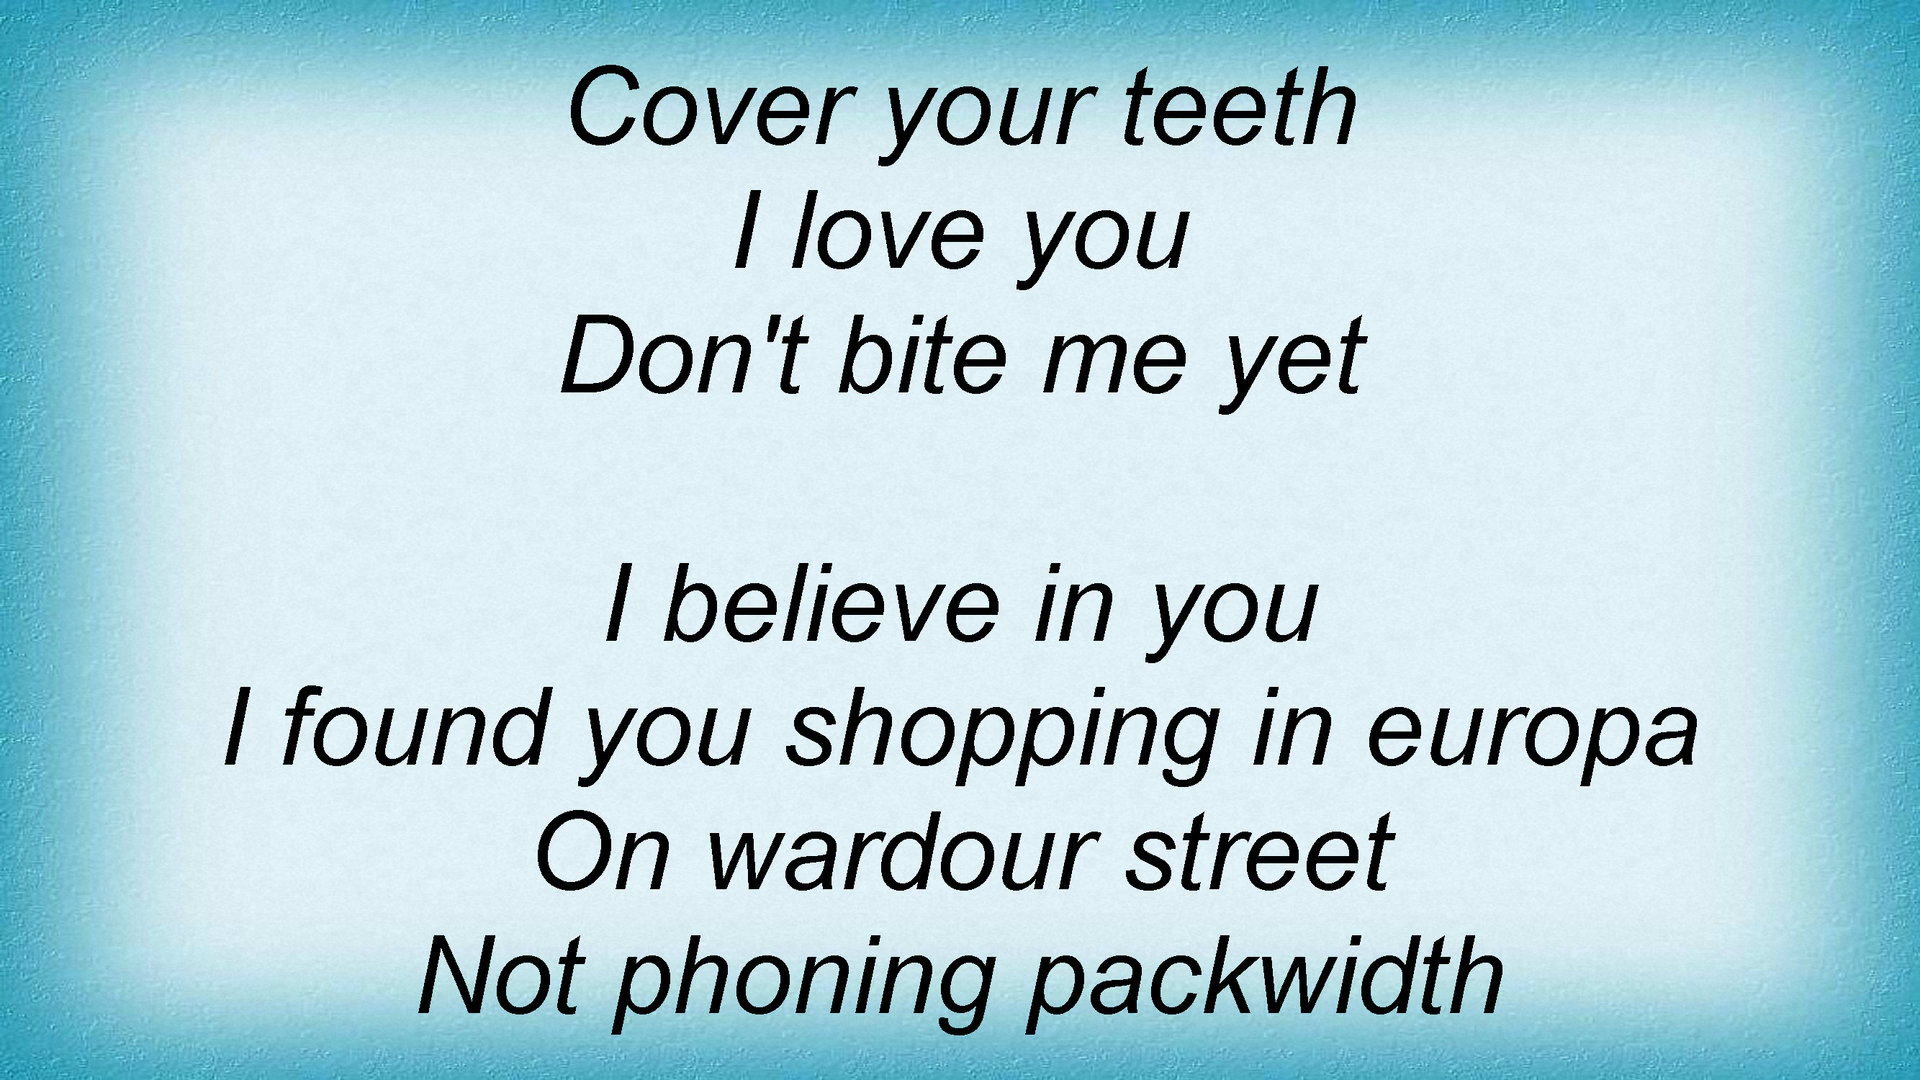 Cover your teeth
I love you
Don't bite me yet
I believe in you
I found you shopping in europa
On wardour street
Not phoning packwidth